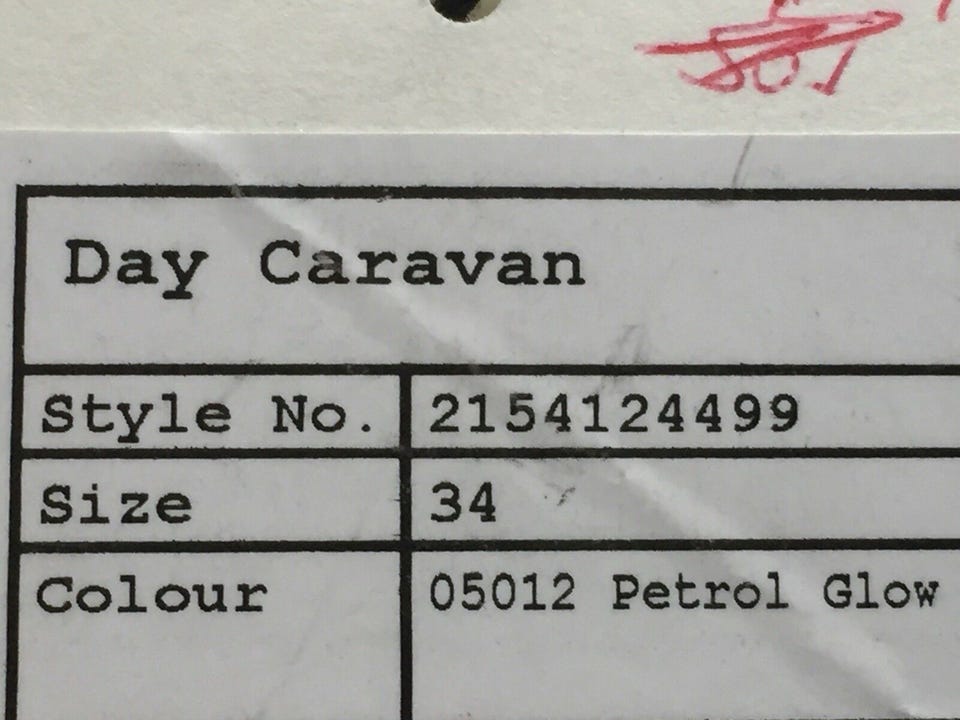 Day Caravan
Style No. 2154124499
Size 34
Colour 05012 Petrol Glow